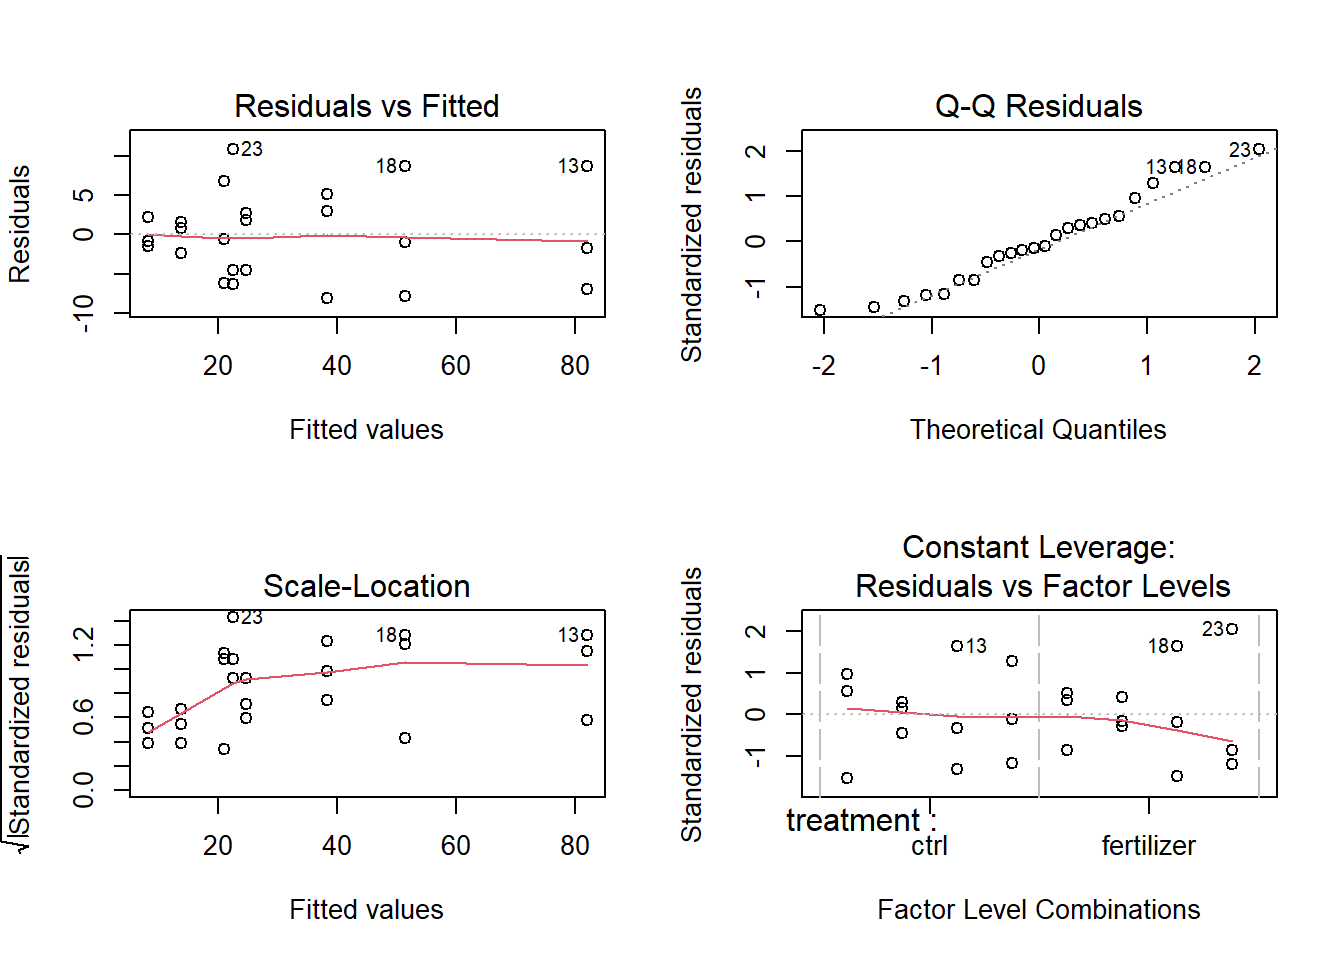 Residuals vs Fitted
Residuals
-10
0
5
23
18
13
20
40
60
80
Fitted values
Q-Q Residuals
Standardized residuals
-1
0
1
2
13
18
23
-2
-1
0
1
2
Theoretical Quantiles
Scale-Location
√|Standardized residuals|
0.0
0.6
1.2
23
18
13
20
40
60
80
Fitted values
Constant Leverage:
Residuals vs Factor Levels
Standardized residuals
-1
0
1
2
13
18
23
treatment :
ctrl
fertilizer
Factor Level Combinations